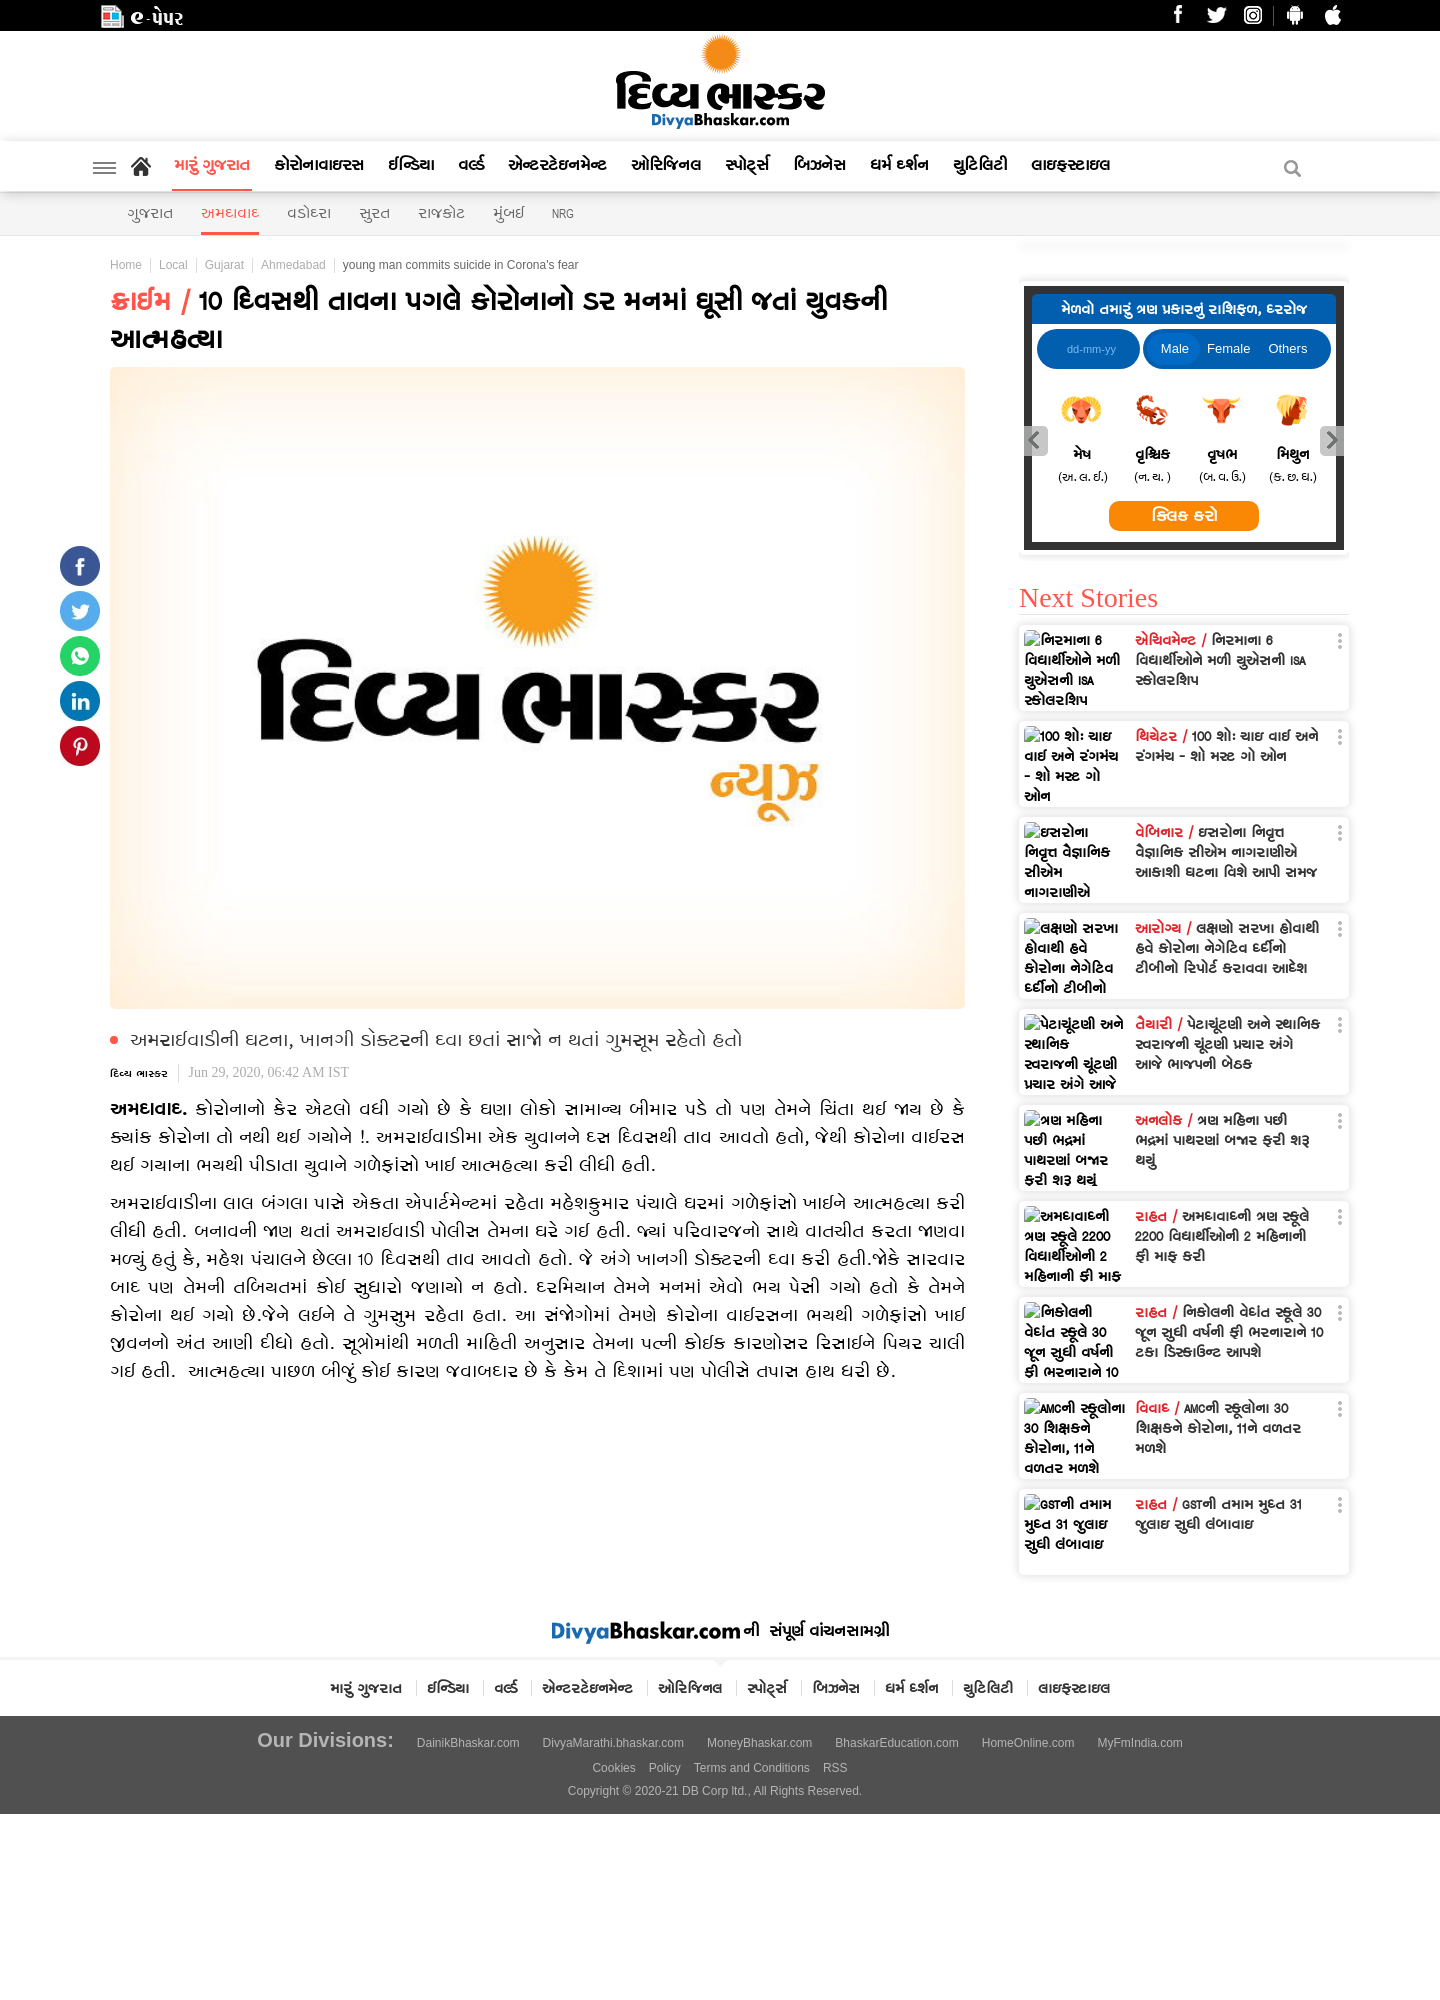 e-પેપર
દિવ્ય ભાસ્કર
DivyaBhaskar.com
મારું ગુજરાત કોરોનાવાઇરસ ઈન્ડિયા વર્લ્ડ એન્ટરટેઇનમેન્ટ ઓરિજિનલ સ્પોર્ટ્સ બિઝનેસ ધર્મ દર્શન યુટિલિટી લાઇફસ્ટાઇલ
ગુજરાત અમદાવાદ વડોદરા સુરત રાજકોટ મુંબઈ NRG
Home Local Gujarat Ahmedabad young man commits suicide in Corona's fear
ક્રાઈમ / 10 દિવસથી તાવના પગલે કોરોનાનો ડર મનમાં ઘૂસી જતાં યુવકની
આત્મહત્યા
દિવ્ય ભાસ્કર
ન્યૂઝ
અમરાઈવાડીની ઘટના, ખાનગી ડોક્ટરની દવા છતાં સાજો ન થતાં ગુમસૂમ રહેતો હતો
દિવ્ય ભાસ્કર Jun 29, 2020, 06:42 AM IST
અમદાવાદ. કોરોનાનો કેર એટલો વધી ગયો છે કે ઘણા લોકો સામાન્ય બીમાર પડે તો પણ તેમને ચિંતા થઈ જાય છે કે
ક્યાંક કોરોના તો નથી થઈ ગયોને !. અમરાઈવાડીમા એક યુવાનને દસ દિવસથી તાવ આવતો હતો, જેથી કોરોના વાઈરસ
થઈ ગયાના ભયથી પીડાતા યુવાને ગળેફાંસો ખાઈ આત્મહત્યા કરી લીધી હતી.
અમરાઈવાડીના લાલ બંગલા પાસે એકતા એપાર્ટમેન્ટમાં રહેતા મહેશકુમાર પંચાલે ઘરમાં ગળેફાંસો ખાઈને આત્મહત્યા કરી
લીધી હતી. બનાવની જાણ થતાં અમરાઈવાડી પોલીસ તેમના ઘરે ગઈ હતી. જ્યાં પરિવારજનો સાથે વાતચીત કરતા જાણવા
મળ્યું હતું કે, મહેશ પંચાલને છેલ્લા 10 દિવસથી તાવ આવતો હતો. જે અંગે ખાનગી ડોક્ટરની દવા કરી હતી.જોકે સારવાર
બાદ પણ તેમની તબિયતમાં કોઈ સુધારો જણાયો ન હતો. દરમિયાન તેમને મનમાં એવો ભય પેસી ગયો હતો કે તેમને
કોરોના થઈ ગયો છે.જેને લઈને તે ગુમસુમ રહેતા હતા. આ સંજોગોમાં તેમણે કોરોના વાઈરસના ભયથી ગળેફાંસો ખાઈ
જીવનનો અંત આણી દીધો હતો. સૂત્રોમાંથી મળતી માહિતી અનુસાર તેમના પત્ની કોઈક કારણોસર રિસાઈને પિયર ચાલી
ગઈ હતી.  આત્મહત્યા પાછળ બીજું કોઈ કારણ જવાબદાર છે કે કેમ તે દિશામાં પણ પોલીસે તપાસ હાથ ધરી છે.
મેળવો તમારું ત્રણ પ્રકારનું રાશિફળ, દરરોજ
dd-mm-yy Male Female Others
મેષ વૃશ્ચિક વૃષભ મિથુન
(અ. લ. ઈ.) (ન. ય. ) (બ. વ. ઉ.) (ક. છ. ઘ.)
ક્લિક કરો
Next Stories
નિરમાના 6
વિદ્યાર્થીઓને મળી
યુએસની ISA
સ્કોલરશિપ
એચિવમેન્ટ / નિરમાના 6
વિદ્યાર્થીઓને મળી યુએસની ISA
સ્કોલરશિપ
100 શો: ચાઇ
વાઈ અને રંગમંચ
- શો મસ્ટ ગો
ઓન
થિયેટર / 100 શો: ચાઇ વાઈ અને
રંગમંચ - શો મસ્ટ ગો ઓન
ઇસરોના
નિવૃત્ત વૈજ્ઞાનિક
સીએમ
નાગરાણીએ
વેબિનાર / ઇસરોના નિવૃત્ત
વૈજ્ઞાનિક સીએમ નાગરાણીએ
આકાશી ઘટના વિશે આપી સમજ
લક્ષણો સરખા
હોવાથી હવે
કોરોના નેગેટિવ
દર્દીનો ટીબીનો
આરોગ્ય / લક્ષણો સરખા હોવાથી
હવે કોરોના નેગેટિવ દર્દીનો
ટીબીનો રિપોર્ટ કરાવવા આદેશ
પેટાચૂંટણી અને
સ્થાનિક
સ્વરાજની ચૂંટણી
પ્રચાર અંગે આજે
તૈયારી / પેટાચૂંટણી અને સ્થાનિક
સ્વરાજની ચૂંટણી પ્રચાર અંગે
આજે ભાજપની બેઠક
ત્રણ મહિના
પછી ભદ્રમાં
પાથરણાં બજાર
ફરી શરૂ થયું
અનલોક / ત્રણ મહિના પછી
ભદ્રમાં પાથરણાં બજાર ફરી શરૂ
થયું
અમદાવાદની
ત્રણ સ્કૂલે 2200
વિદ્યાર્થીઓની 2
મહિનાની ફી માફ
રાહત / અમદાવાદની ત્રણ સ્કૂલે
2200 વિદ્યાર્થીઓની 2 મહિનાની
ફી માફ કરી
નિકોલની
વેદાંત સ્કૂલે 30
જૂન સુધી વર્ષની
ફી ભરનારાને 10
રાહત / નિકોલની વેદાંત સ્કૂલે 30
જૂન સુધી વર્ષની ફી ભરનારાને 10
ટકા ડિસ્કાઉન્ટ આપશે
AMCની સ્કૂલોના
30 શિક્ષકને
કોરોના, 11ને
વળતર મળશે
વિવાદ / AMCની સ્કૂલોના 30
શિક્ષકને કોરોના, 11ને વળતર
મળશે
GSTની તમામ
મુદત 31 જુલાઇ
સુધી લંબાવાઇ
રાહત / GSTની તમામ મુદત 31
જુલાઇ સુધી લંબાવાઇ
DivyaBhaskar.com ની સંપૂર્ણ વાંચનસામગ્રી
મારું ગુજરાત ઈન્ડિયા વર્લ્ડ એન્ટરટેઇનમેન્ટ ઓરિજિનલ સ્પોર્ટ્સ બિઝનેસ ધર્મ દર્શન યુટિલિટી લાઇફસ્ટાઇલ
Our Divisions: DainikBhaskar.com DivyaMarathi.bhaskar.com MoneyBhaskar.com BhaskarEducation.com HomeOnline.com MyFmIndia.com
Cookies Policy Terms and Conditions RSS
Copyright © 2020-21 DB Corp ltd., All Rights Reserved.